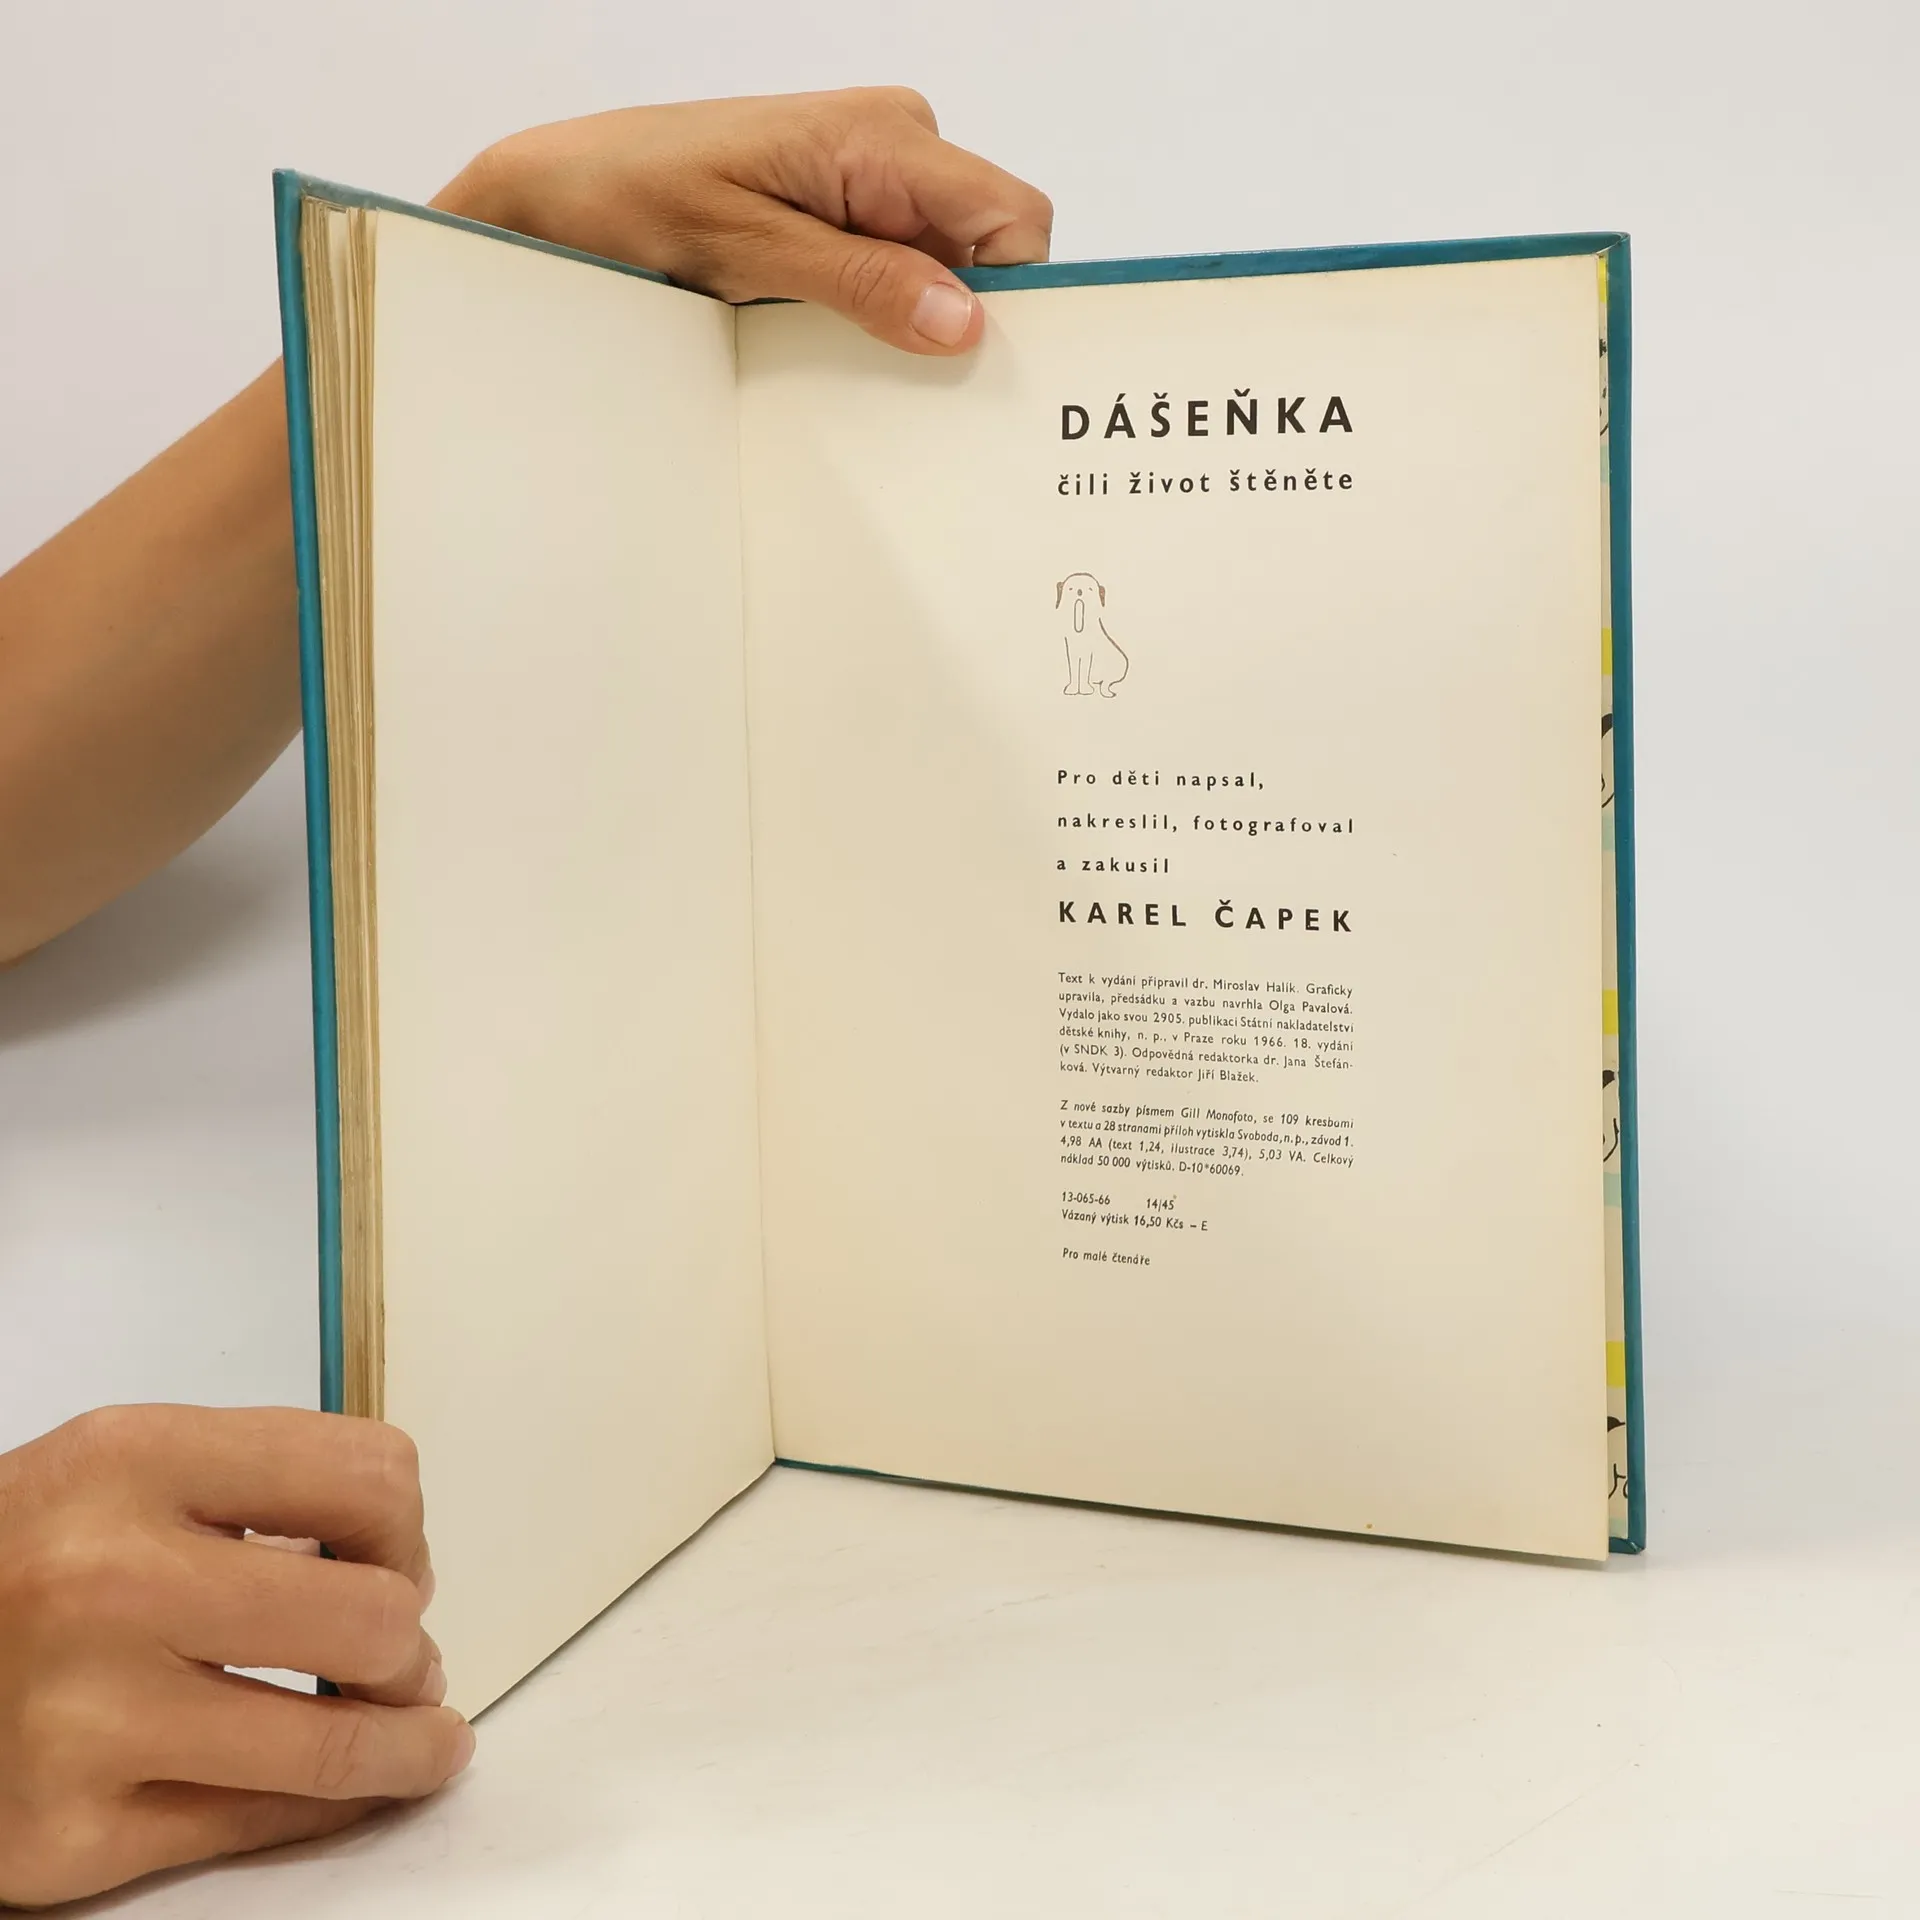 DÁŠEŇKA
čili život štěněte
Pro děti napsal,
nakreslil, fotografoval
a zakusil
KAREL ČAPEK
Text k vydání připravil dr. Miroslav Halík. Graficky
upravila, předsádku a vazbu navrhla Olga Pavalová.
Vydalo jako svou 2905. publikaci Státní nakladatelství
dětské knihy, n. p., v Praze roku 1966. 18. vydání
(v SNDK 3). Odpovědná redaktorka dr. Jana Štefán-
ková. Výtvarný redaktor Jiří Blažek.
Z nové sazby písmem Gill Monofoto, se 109 kresbami
v textu a 28 stranami příloh vytiskla Svoboda, n. p., závod 1.
4,98 AA (text 1,24, ilustrace 3,74), 5,03 VA. Celkový
náklad 50 000 výtisků. D-10*60069.
13-065-66 14/45
Vázaný výtisk 16,50 Kčs – E
Pro malé čtenáře